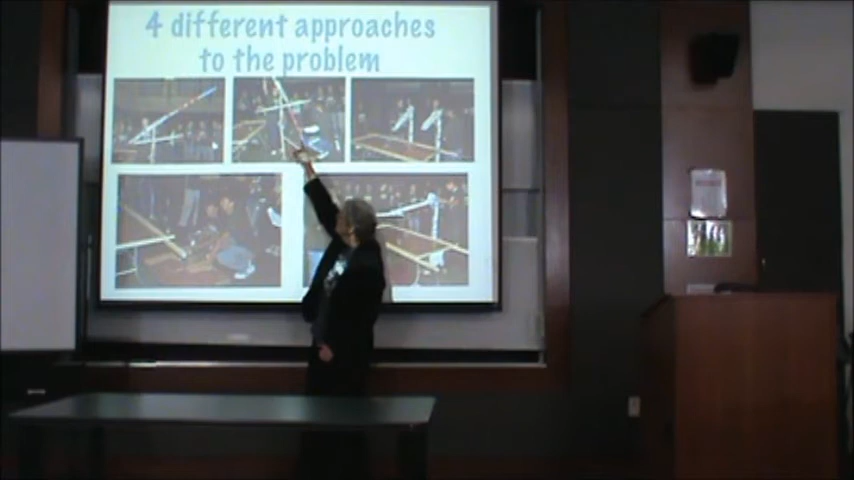 4 different approaches
to the problem